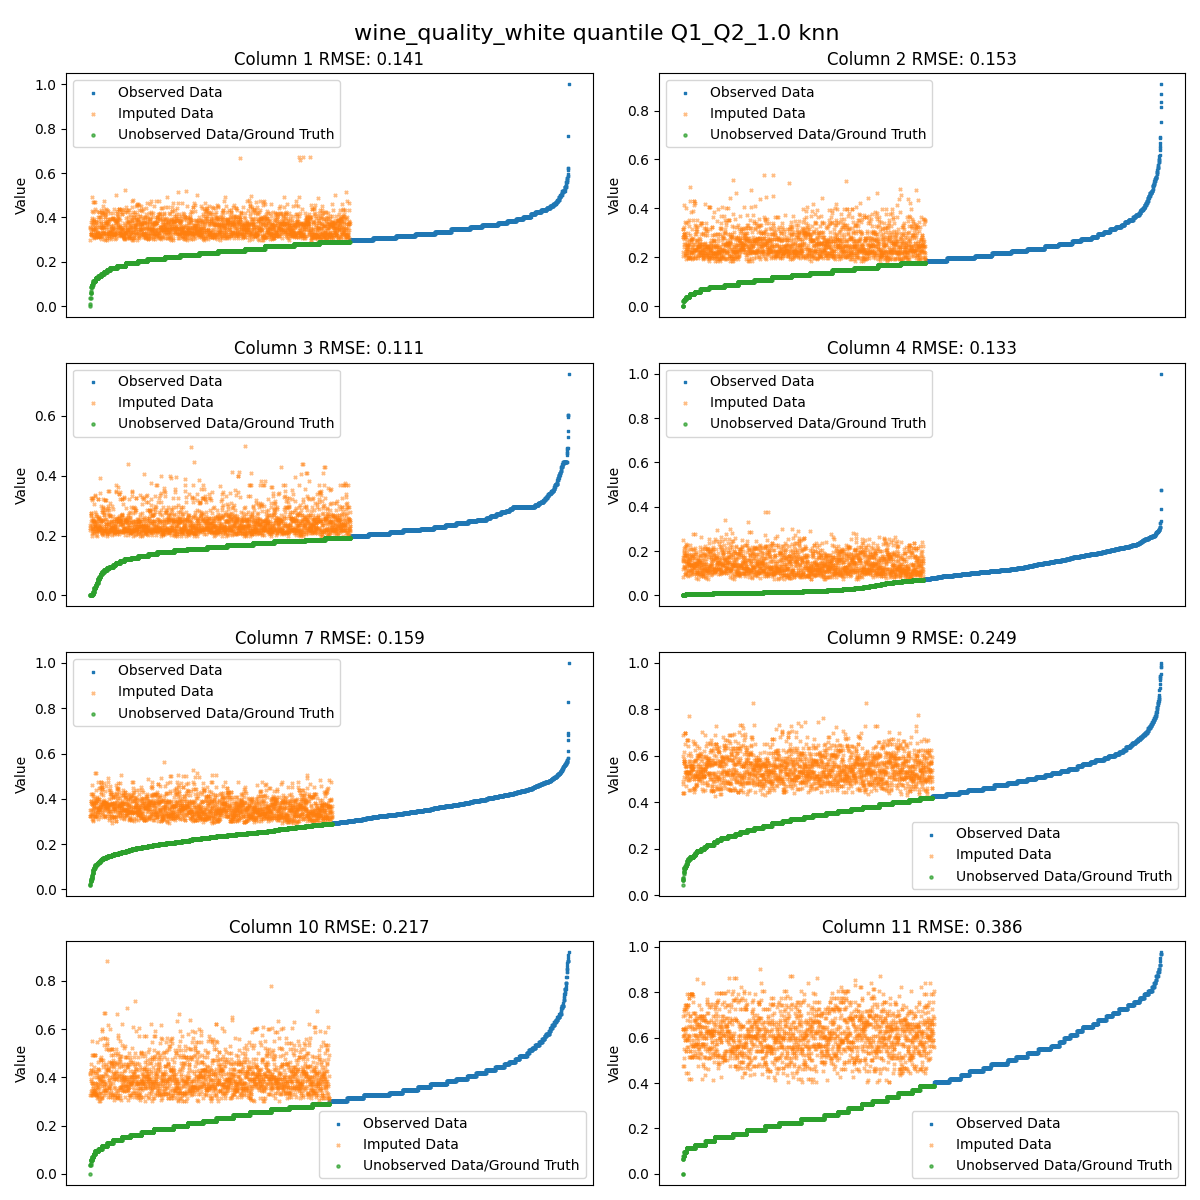 wine_quality_white quantile Q1_Q2_1.0 knn
Column 1 RMSE: 0.141
Value
1.0
0.8
0.6
0.4
0.2
0.0
Observed Data
Imputed Data
Unobserved Data/Ground Truth
Column 2 RMSE: 0.153
Value
0.8
0.6
0.4
0.2
0.0
Observed Data
Imputed Data
Unobserved Data/Ground Truth
Column 3 RMSE: 0.111
Value
0.6
0.4
0.2
0.0
Observed Data
Imputed Data
Unobserved Data/Ground Truth
Column 4 RMSE: 0.133
Value
1.0
0.8
0.6
0.4
0.2
0.0
Observed Data
Imputed Data
Unobserved Data/Ground Truth
Column 7 RMSE: 0.159
Value
1.0
0.8
0.6
0.4
0.2
0.0
Observed Data
Imputed Data
Unobserved Data/Ground Truth
Column 9 RMSE: 0.249
Value
1.0
0.8
0.6
0.4
0.2
0.0
Observed Data
Imputed Data
Unobserved Data/Ground Truth
Column 10 RMSE: 0.217
Value
0.8
0.6
0.4
0.2
0.0
Observed Data
Imputed Data
Unobserved Data/Ground Truth
Column 11 RMSE: 0.386
Value
1.0
0.8
0.6
0.4
0.2
0.0
Observed Data
Imputed Data
Unobserved Data/Ground Truth